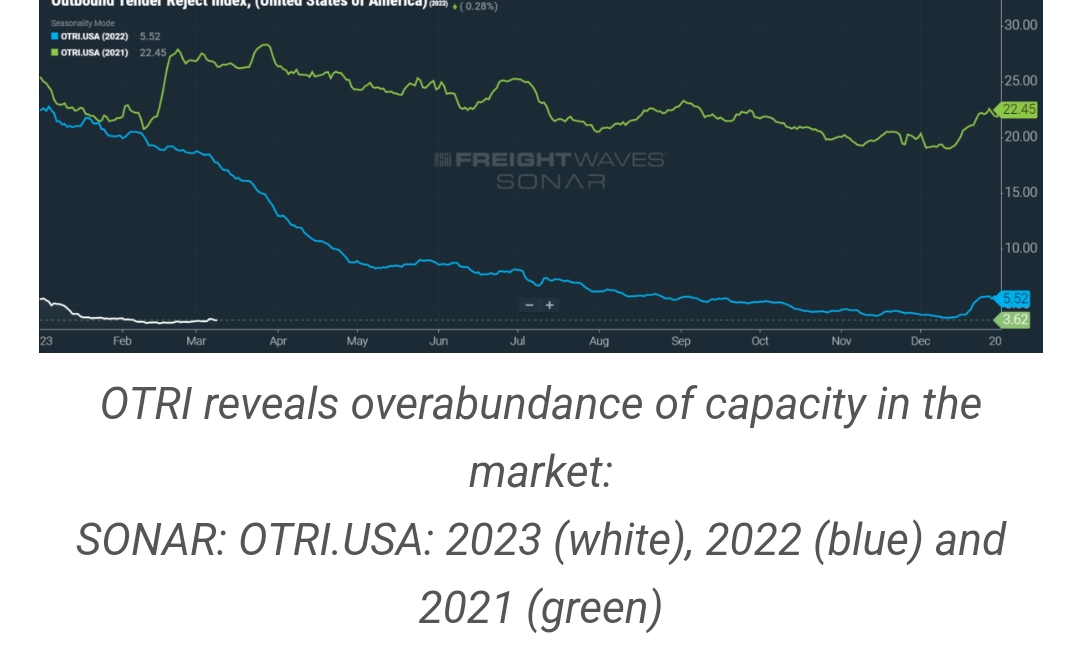 Outbound Tender Reject Index, (United States of America) (2023) ( 0.28%)
Seasonality Mode
OTRI.USA (2022) 5.52
OTRI.USA (2021) 22.45
30.00
25.00
22.45
20.00
15.00
10.00
5.52
3.62
FREIGHTWAVES
SONAR
− +
23 Feb Mar Apr May Jun Jul Aug Sep Oct Nov Dec 20
OTRI reveals overabundance of capacity in the
market:
SONAR: OTRI.USA: 2023 (white), 2022 (blue) and
2021 (green)